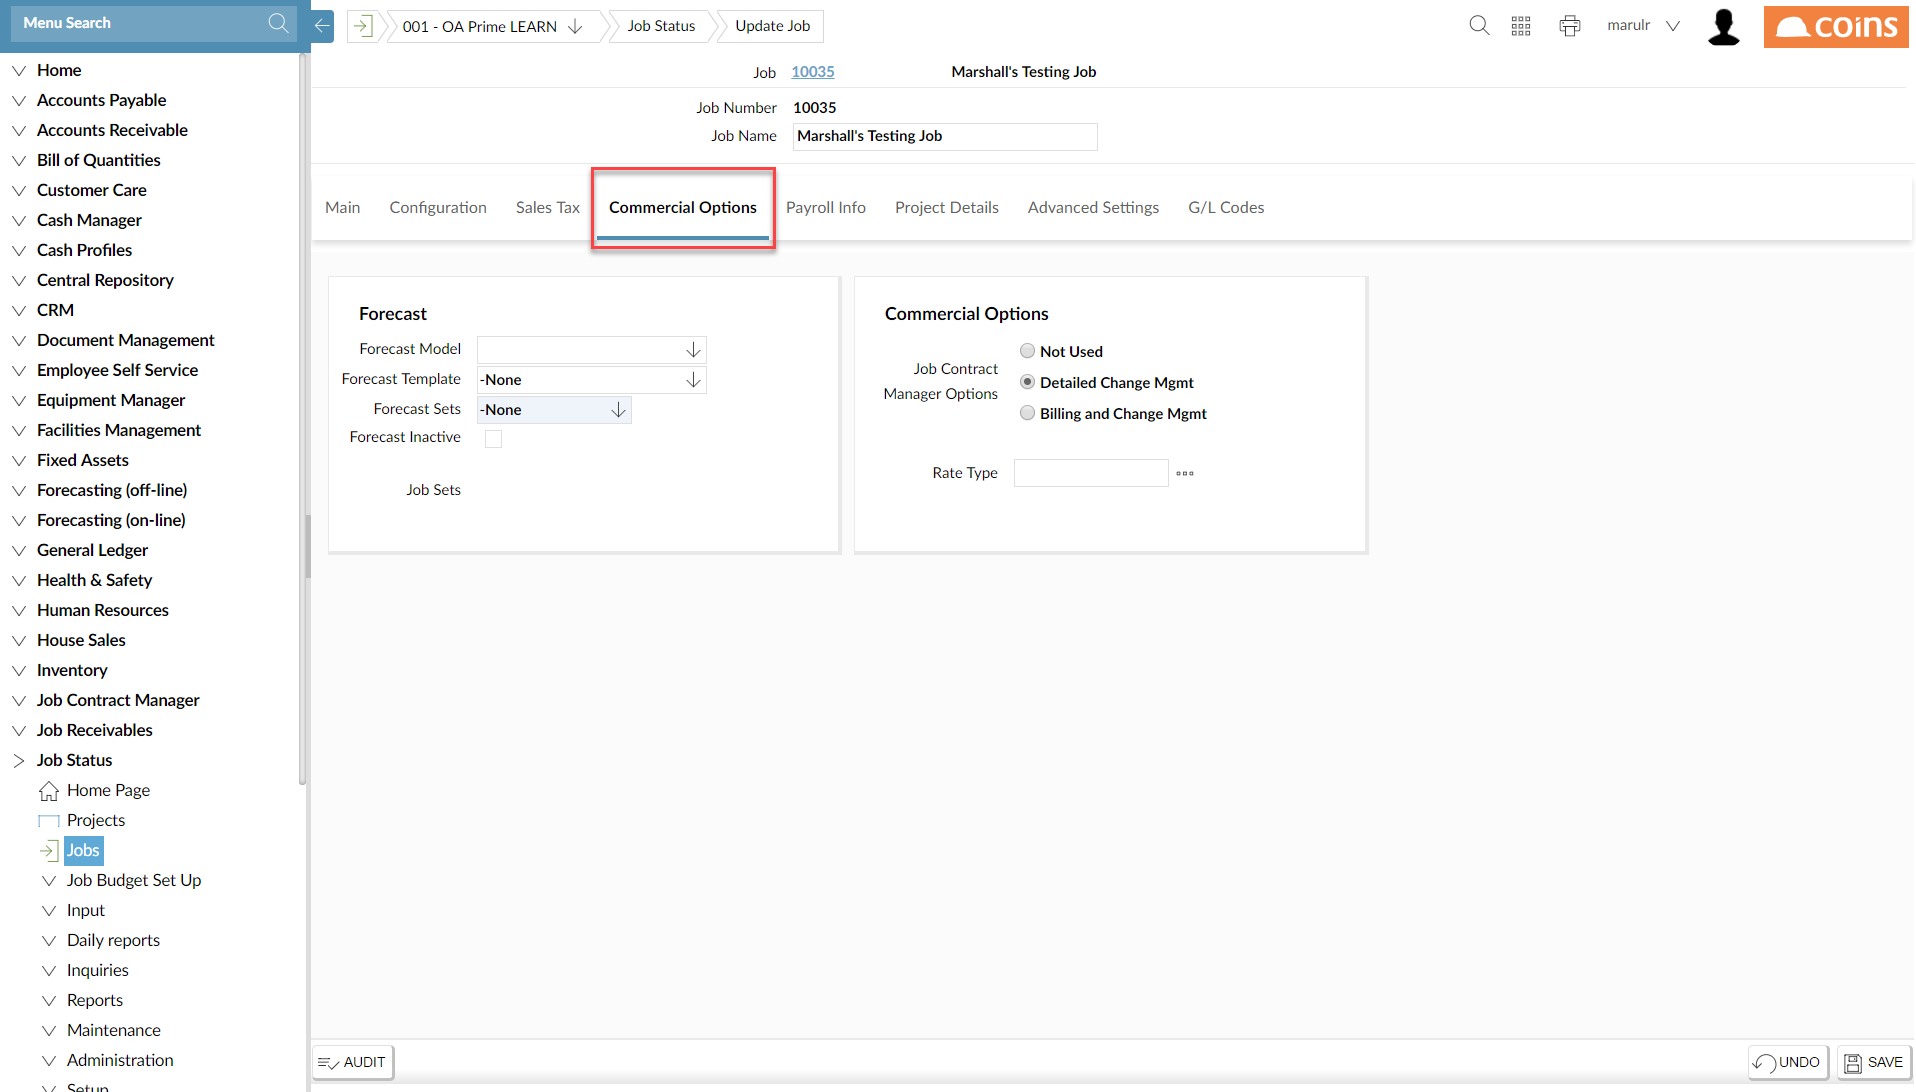 Menu Search
001 - OA Prime LEARN
Job Status
Update Job
marulr
coins
Home
Accounts Payable
Accounts Receivable
Bill of Quantities
Customer Care
Cash Manager
Cash Profiles
Central Repository
CRM
Document Management
Employee Self Service
Equipment Manager
Facilities Management
Fixed Assets
Forecasting (off-line)
Forecasting (on-line)
General Ledger
Health & Safety
Human Resources
House Sales
Inventory
Job Contract Manager
Job Receivables
Job Status
Home Page
Projects
Jobs
Job Budget Set Up
Input
Daily reports
Inquiries
Reports
Maintenance
Administration
Setup
Job 10035 Marshall's Testing Job
Job Number 10035
Job Name Marshall's Testing Job
Main Configuration Sales Tax Commercial Options Payroll Info Project Details Advanced Settings G/L Codes
Forecast
Forecast Model
Forecast Template -None
Forecast Sets -None
Forecast Inactive
Job Sets
Commercial Options
Job Contract
Manager Options
Not Used
Detailed Change Mgmt
Billing and Change Mgmt
Rate Type
AUDIT
UNDO
SAVE